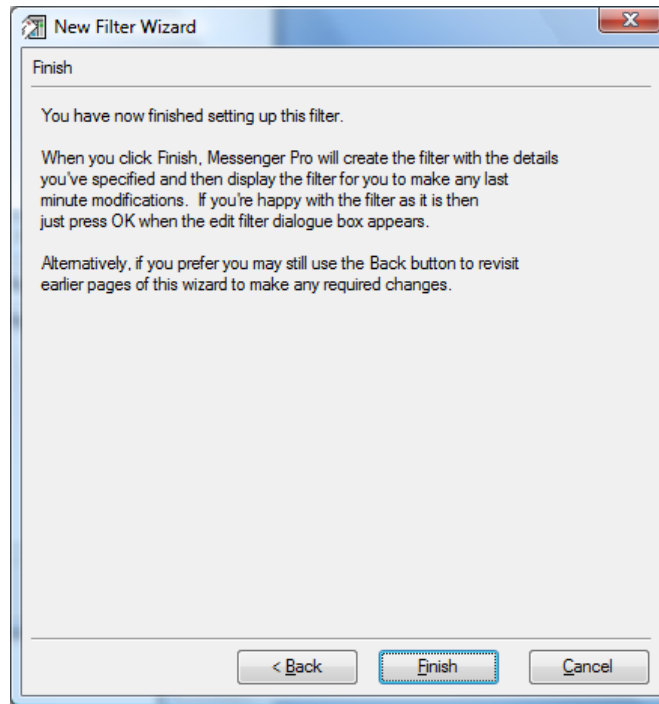 New Filter Wizard
Finish
You have now finished setting up this filter.
When you click Finish, Messenger Pro will create the filter with the details
you've specified and then display the filter for you to make any last
minute modifications.  If you're happy with the filter as it is then
just press OK when the edit filter dialogue box appears.
Alternatively, if you prefer you may still use the Back button to revisit
earlier pages of this wizard to make any required changes.
< Back
Finish
Cancel